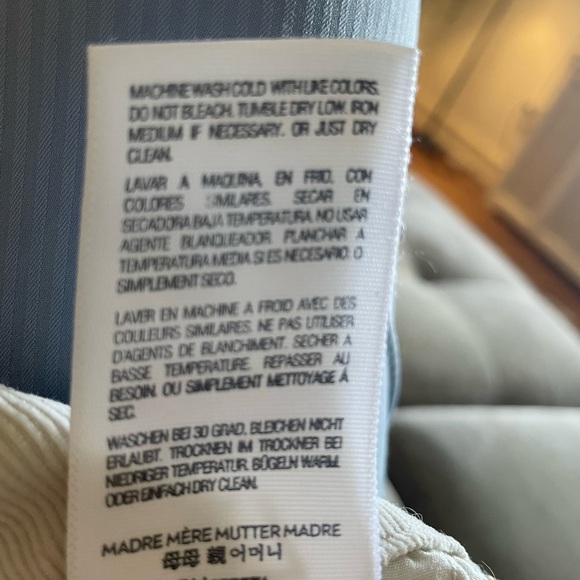 MACHINE WASH COLD WITH LIKE COLORS.
DO NOT BLEACH. TUMBLE DRY LOW. IRON
MEDIUM IF NECESSARY. OR JUST DRY
CLEAN.
LAVAR A MAQUINA, EN FRIO, CON
COLORES SIMILARES. SECAR EN
SECADORA BAJA TEMPERATURA. NO USAR
AGENTE BLANQUEADOR. PLANCHAR A
TEMPERATURA MEDIA SI ES NECESARIO. O
SIMPLEMENT SECO.
LAVER EN MACHINE A FROID AVEC DES
COULEURS SIMILAIRES. NE PAS UTILISER
D'AGENTS DE BLANCHIMENT. SECHER A
BASSE TEMPERATURE. REPASSER AU
BESOIN. OU SIMPLEMENT METTOYAGE À
SEC.
WASCHEN BEI 30 GRAD, BLEICHEN NICHT
ERLAUBT. TROCKNEN IM TROCKNER BEI
NIEDRIGER TEMPERATUR. BÜGELN WARM.
ODER EINFACH DRY CLEAN.
MADRE MÈRE MUTTER MADRE
母母 親 어머니